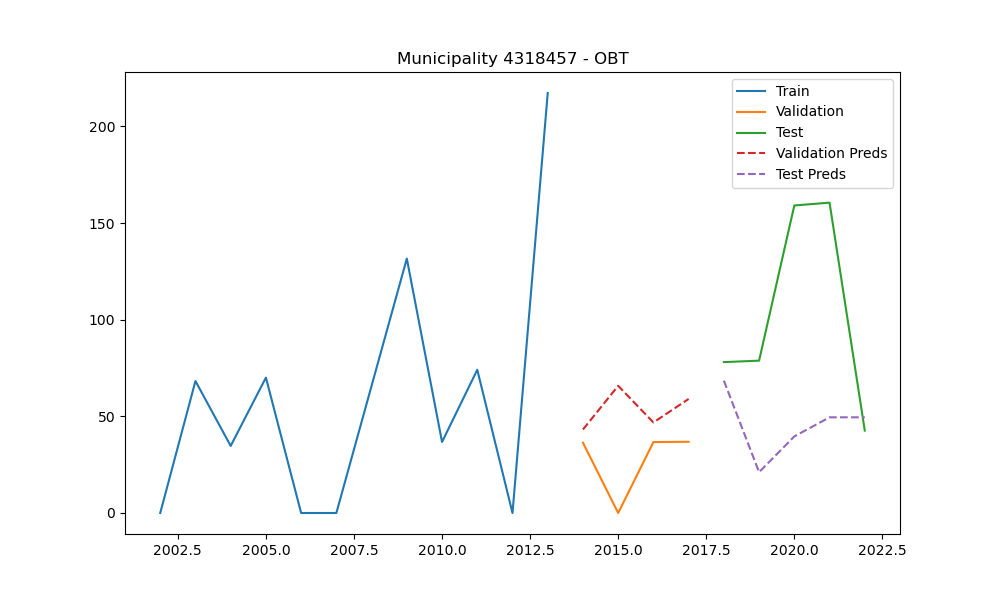 Municipality 4318457 - OBT
Train
Validation
Test
Validation Preds
Test Preds
200
150
100
50
0
2002.5 2005.0 2007.5 2010.0 2012.5 2015.0 2017.5 2020.0 2022.5